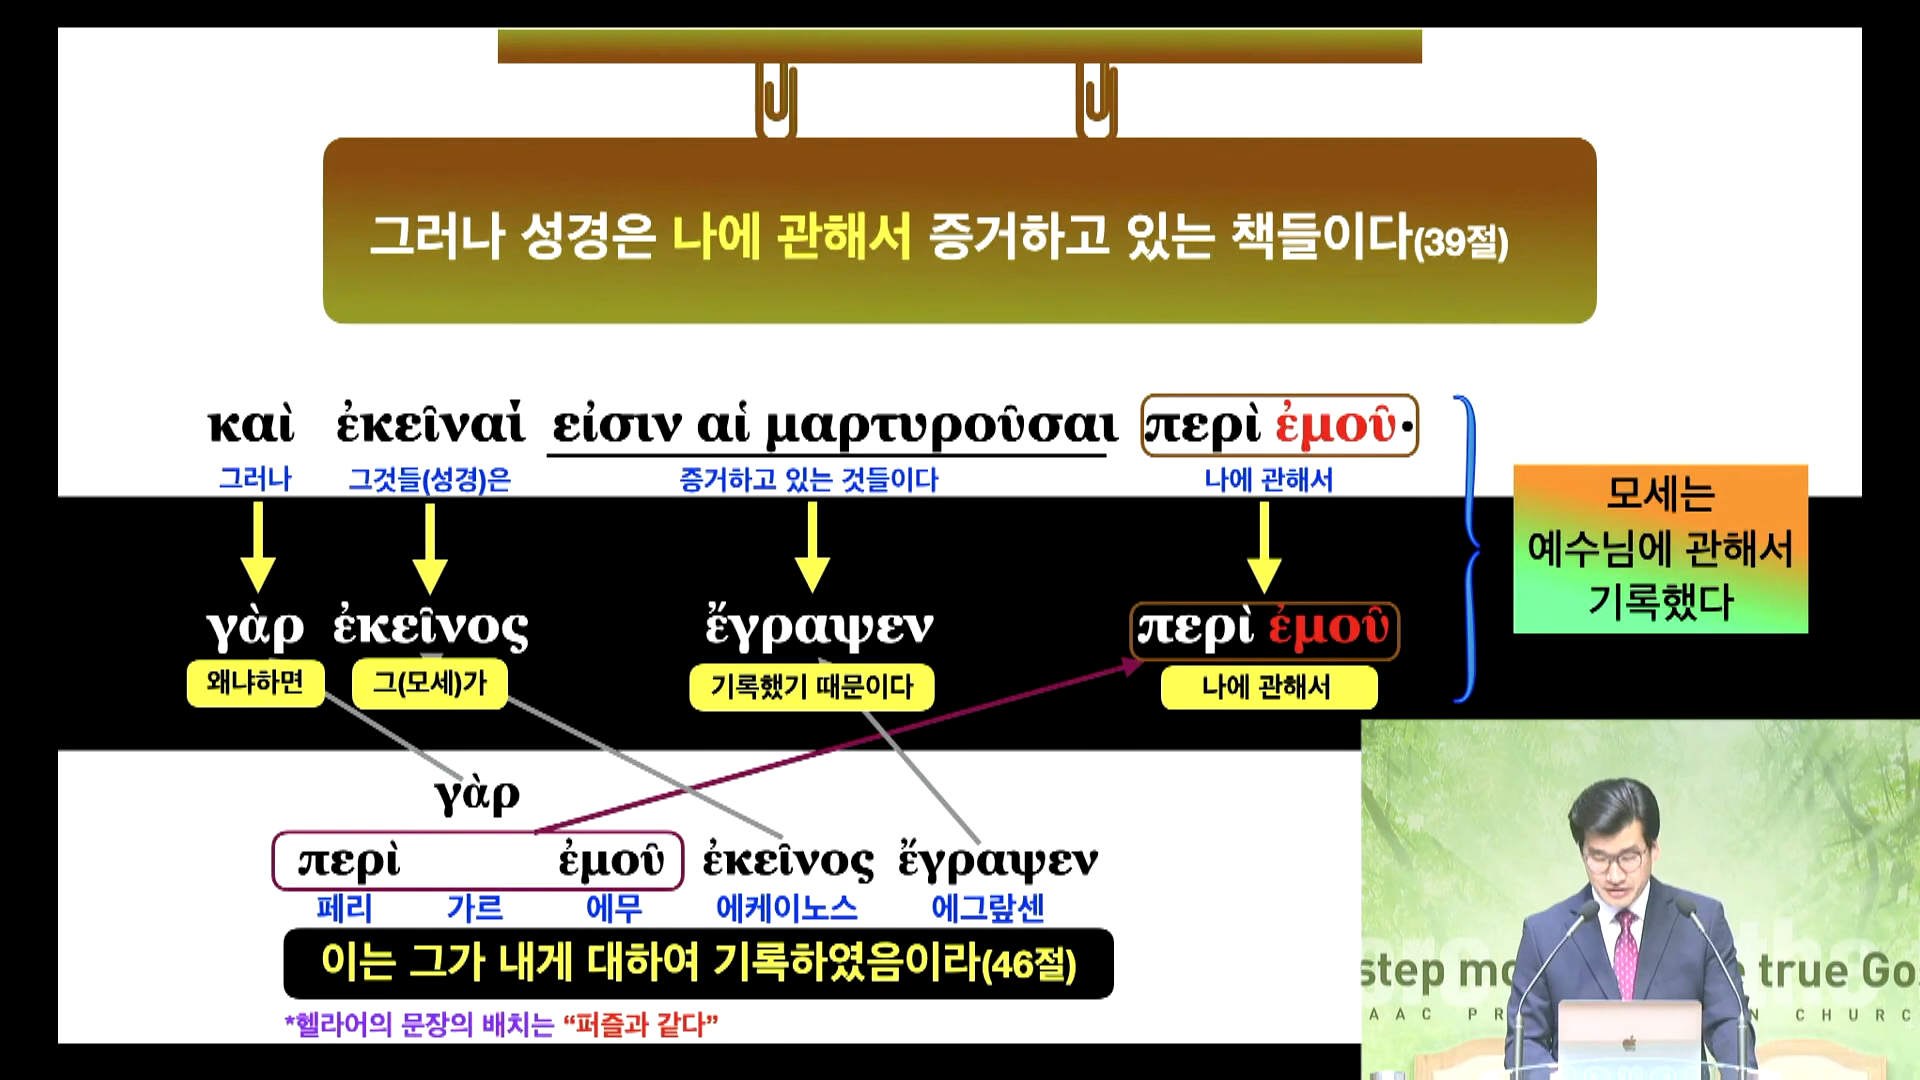 그러나 성경은 나에 관해서 증거하고 있는 책들이다(39절)
καὶ ἐκεῖναί εἰσιν αἱ μαρτυροῦσαι περὶ ἐμοῦ·
그러나 그것들(성경)은 증거하고 있는 것들이다 나에 관해서
모세는
예수님에 관해서
기록했다
γὰρ ἐκεῖνος ἔγραψεν περὶ ἐμοῦ
왜냐하면 그(모세)가 기록했기 때문이다 나에 관해서
γὰρ
περὶ ἐμοῦ ἐκεῖνος ἔγραψεν
페리 가르 에무 에케이노스 에그랖센
이는 그가 내게 대하여 기록하였음이라(46절)
*헬라어의 문장의 배치는 “퍼즐과 같다”
step true